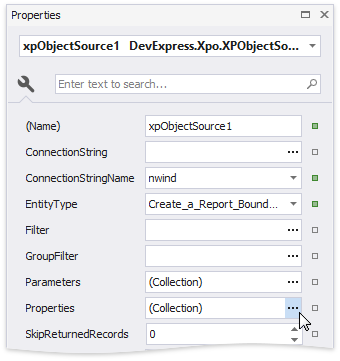 Properties
xpObjectSource1 DevExpress.Xpo.XPObjectSo...
Enter text to search...
(Name) xpObjectSource1
ConnectionString
ConnectionStringName nwind
EntityType Create_a_Report_Bound...
Filter
GroupFilter
Parameters (Collection)
Properties (Collection)
SkipReturnedRecords 0